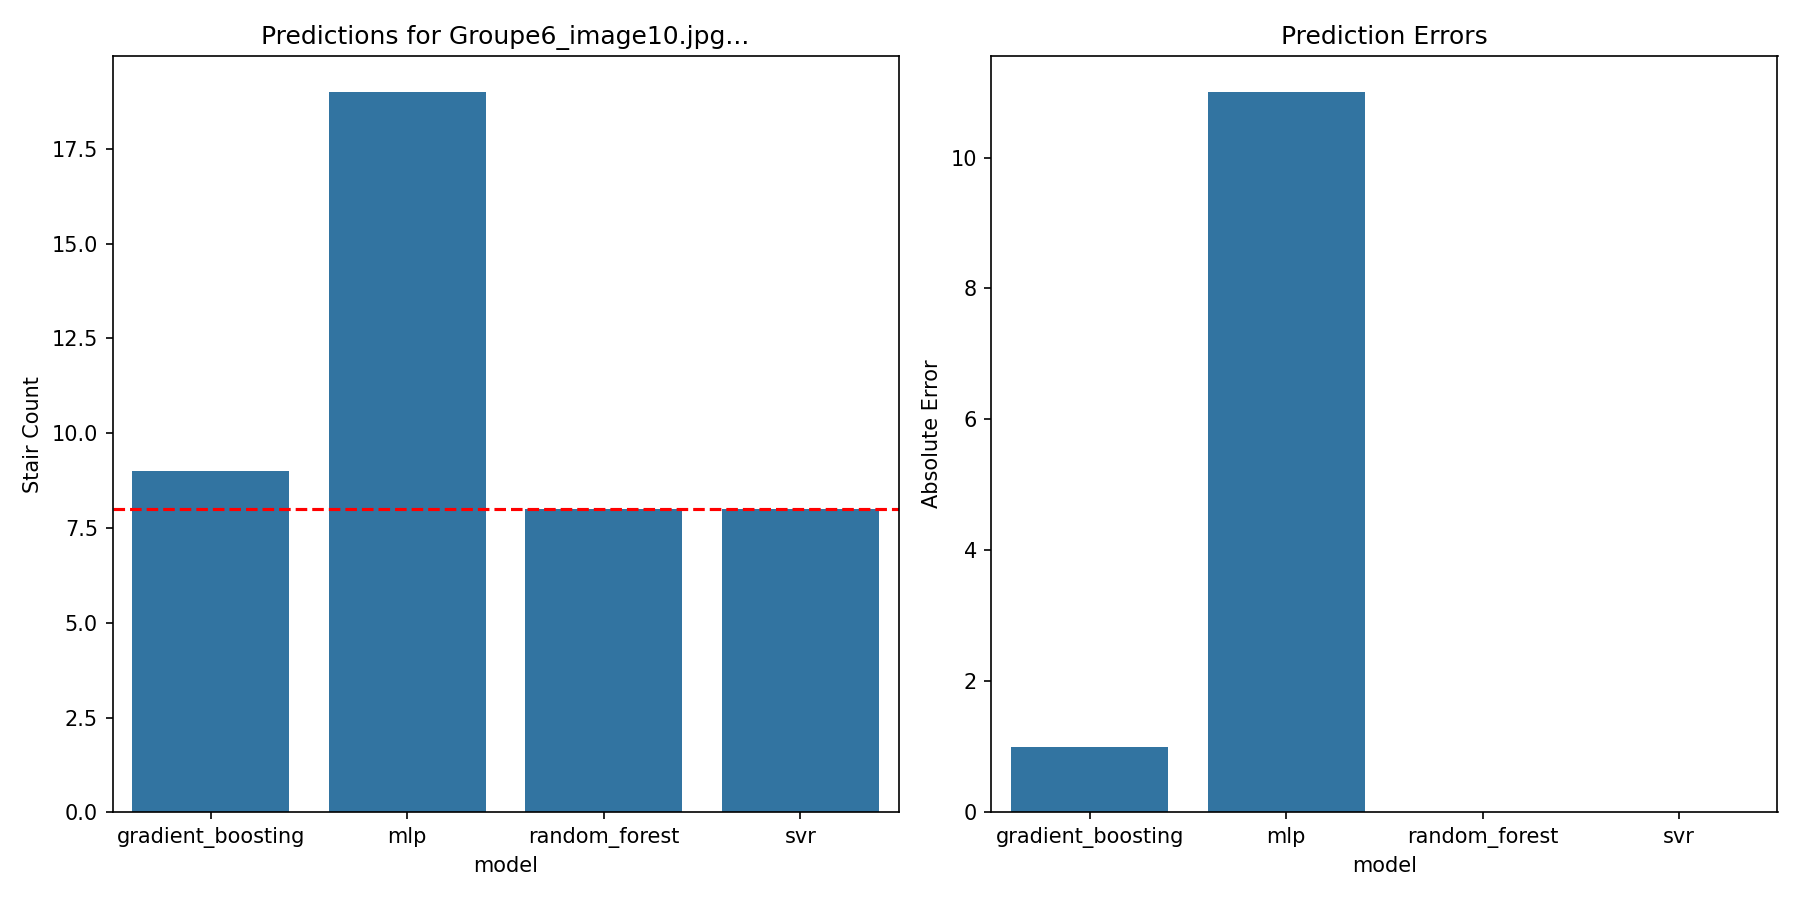 Predictions for Groupe6_image10.jpg...
Stair Count
17.5
15.0
12.5
10.0
7.5
5.0
2.5
0.0
gradient_boosting mlp random_forest svr
model
Prediction Errors
Absolute Error
10
8
6
4
2
0
gradient_boosting mlp random_forest svr
model